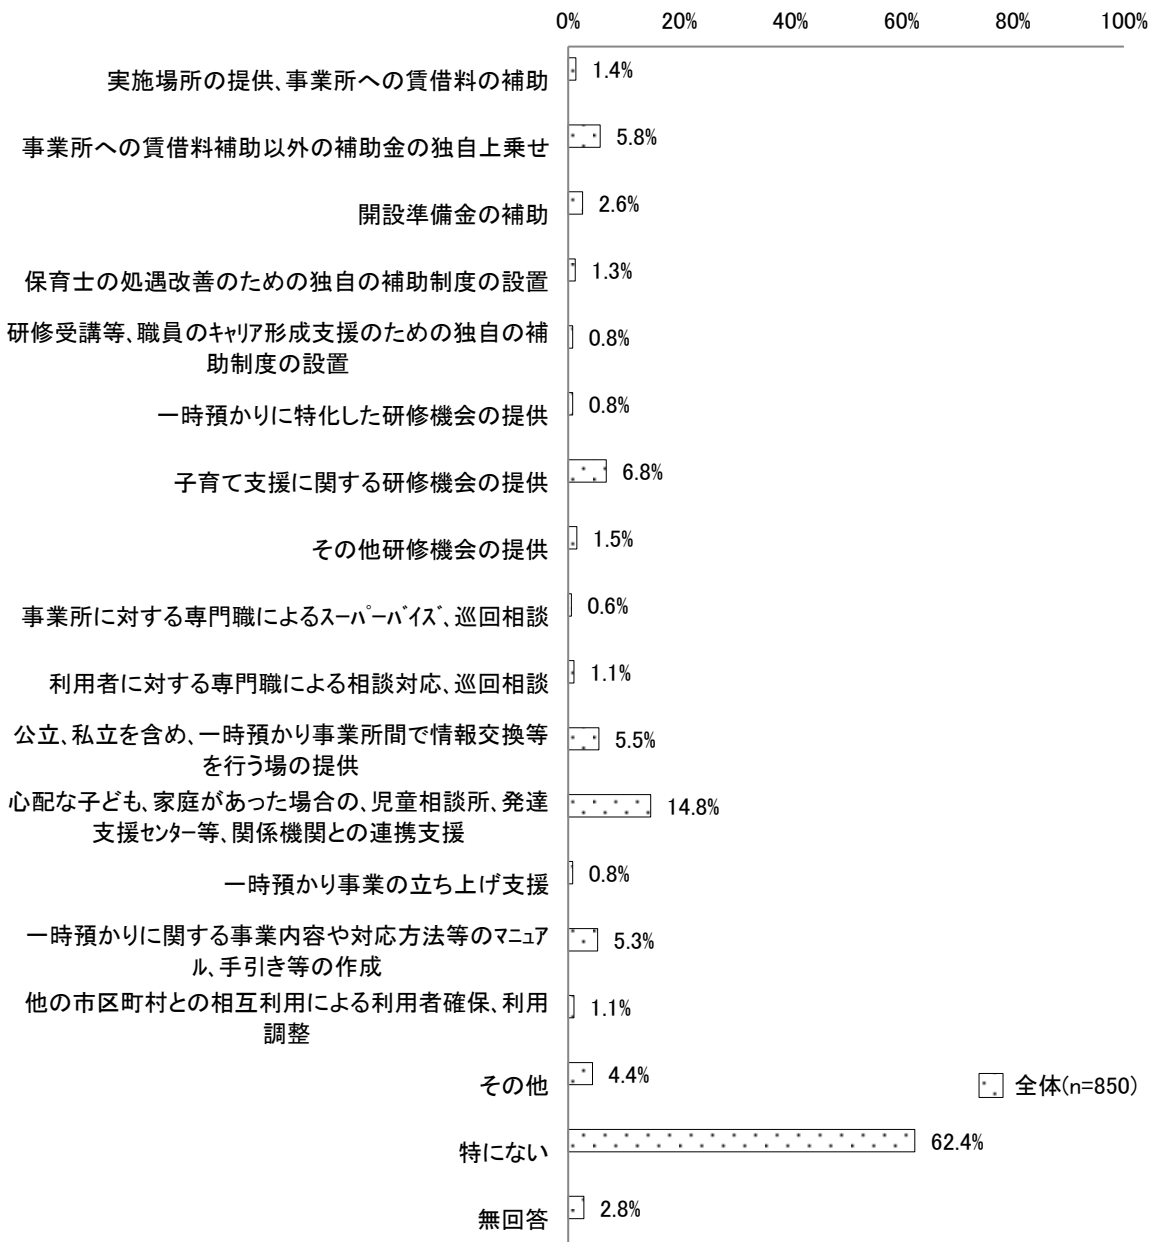 0% 20% 40% 60% 80% 100%
実施場所の提供、事業所への賃借料の補助 1.4%
事業所への賃借料補助以外の補助金の独自上乗せ 5.8%
開設準備金の補助 2.6%
保育士の処遇改善のための独自の補助制度の設置 1.3%
研修受講等、職員のｷｬﾘｱ形成支援のための独自の補
助制度の設置 0.8%
一時預かりに特化した研修機会の提供 0.8%
子育て支援に関する研修機会の提供 6.8%
その他研修機会の提供 1.5%
事業所に対する専門職によるｽｰﾊﾟｰﾊﾞｲｽﾞ、巡回相談 0.6%
利用者に対する専門職による相談対応、巡回相談 1.1%
公立、私立を含め、一時預かり事業所間で情報交換等
を行う場の提供 5.5%
心配な子ども、家庭があった場合の、児童相談所、発達
支援ｾﾝﾀｰ等、関係機関との連携支援 14.8%
一時預かり事業の立ち上げ支援 0.8%
一時預かりに関する事業内容や対応方法等のﾏﾆｭｱ
ﾙ、手引き等の作成 5.3%
他の市区町村との相互利用による利用者確保、利用
調整 1.1%
その他 4.4%
全体(n=850)
特にない 62.4%
無回答 2.8%